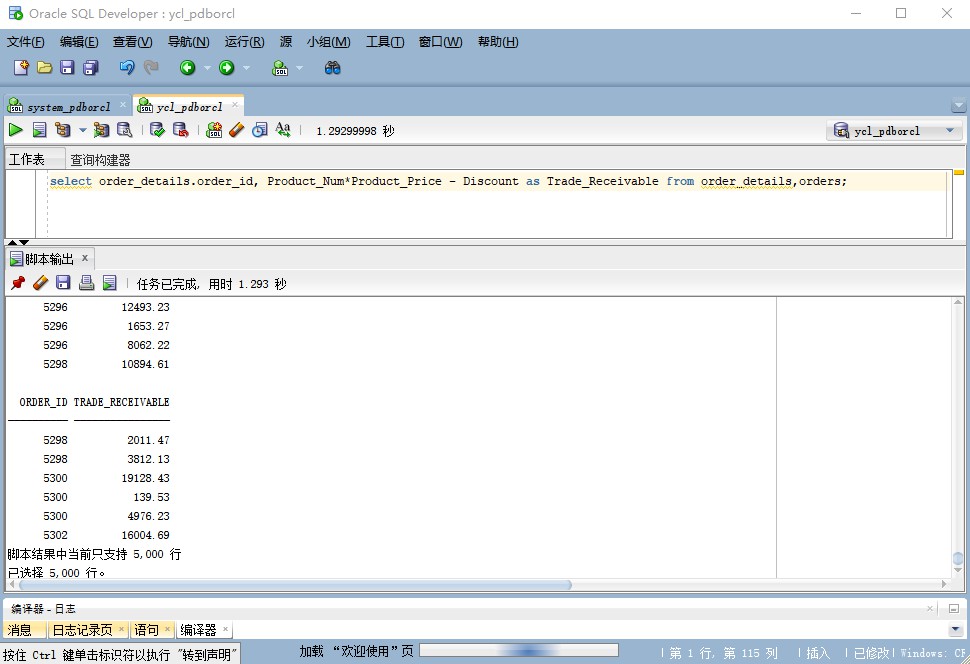 Oracle SQL Developer : ycl_pdborcl
文件(F) 编辑(E) 查看(V) 导航(N) 运行(R) 源 小组(M) 工具(T) 窗口(W) 帮助(H)
system_pdborcl × ycl_pdborcl ×
1.29299998 秒 ycl_pdborcl
工作表 查询构建器
select order_details.order_id, Product_Num*Product_Price - Discount as Trade_Receivable from order_details,orders;
脚本输出 ×
任务已完成, 用时 1.293 秒
5296 12493.23
5296 1653.27
5296 8062.22
5298 10894.61
ORDER_ID TRADE_RECEIVABLE
5298 2011.47
5298 3812.13
5300 19128.43
5300 139.53
5300 4976.23
5302 16004.69
脚本结果中当前只支持 5,000 行
已选择 5,000 行。
编译器 - 日志
消息 日志记录页 × 语句 × 编译器 ×
按住 Ctrl 键单击标识符以执行 "转到声明" 加载 “欢迎使用”页 第 1 行, 第 115 列 | 插入 | 已修改| Windows: CF